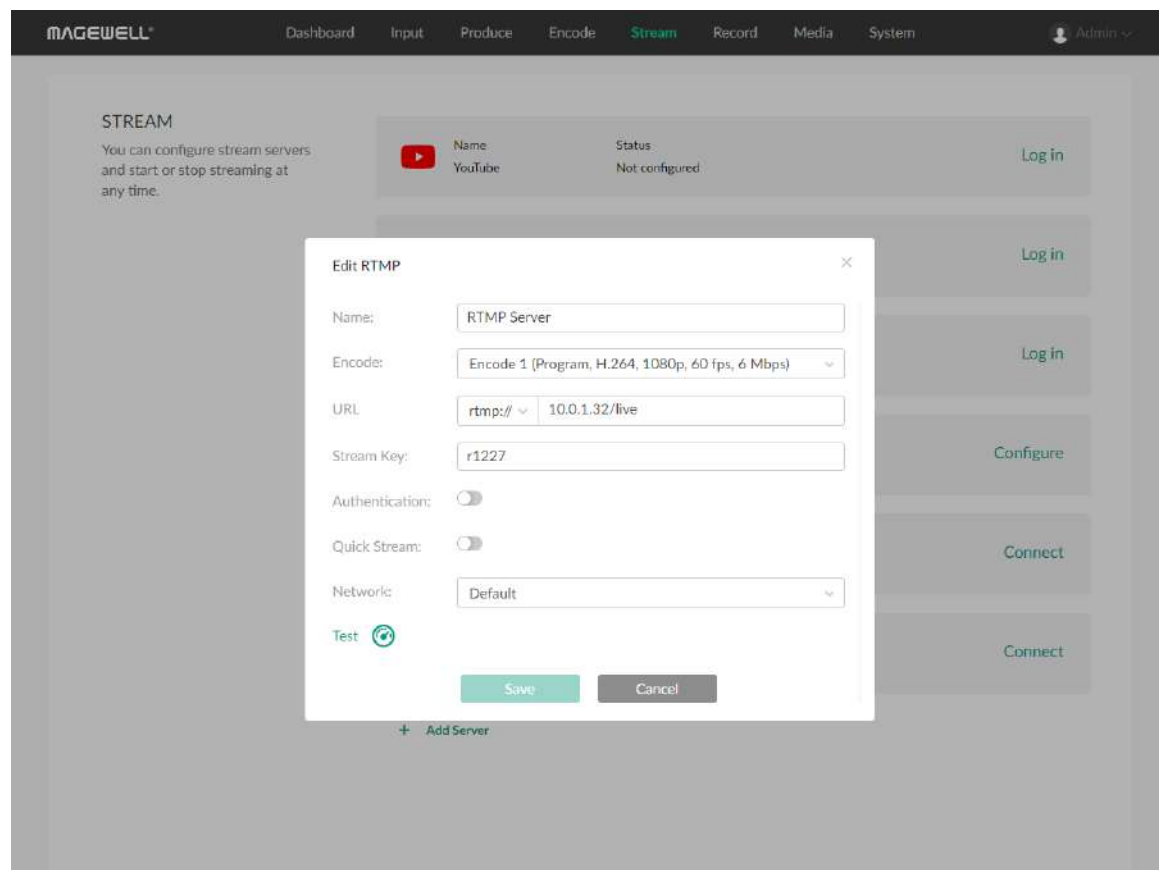 MAGEWELL®
Dashboard Input Produce Encode Stream Record Media System Admin
STREAM
You can configure stream servers
and start or stop streaming at
any time.
Name Status
YouTube Not configured
Log in
Log in
Log in
Configure
Connect
Connect
Edit RTMP
Name: RTMP Server
Encode: Encode 1 (Program, H.264, 1080p, 60 fps, 6 Mbps)
URL rtmp:// 10.0.1.32/live
Stream Key: r1227
Authentication:
Quick Stream:
Network: Default
Test
Save Cancel
+ Add Server